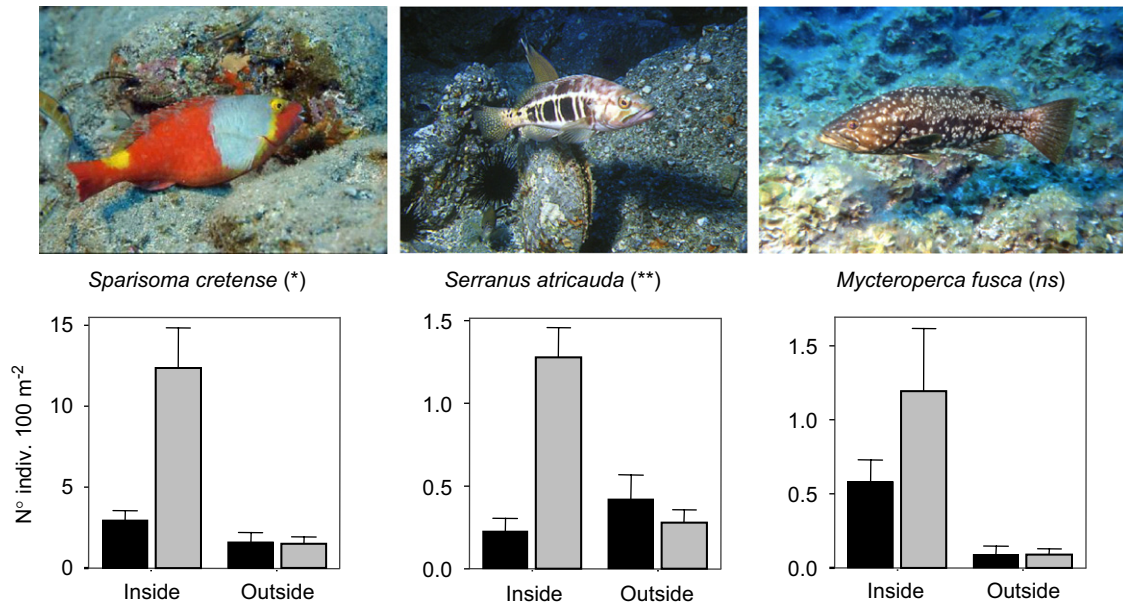 Sparisoma cretense (*)
Serranus atricauda (**)
Mycteroperca fusca (ns)
N° indiv. 100 m-2
15
10
5
0
Inside
Outside
1.5
1.0
0.5
0.0
Inside
Outside
1.5
1.0
0.5
0.0
Inside
Outside